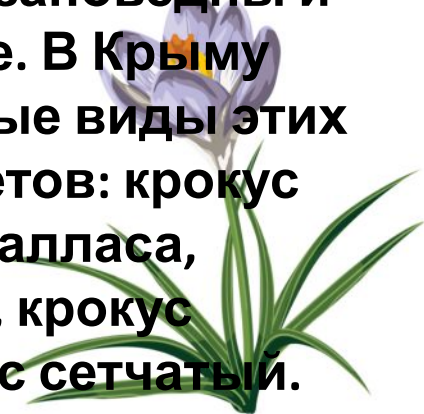 е. В Крыму
ые виды этих
етов: крокус
алласа,
, крокус
с сетчатый.